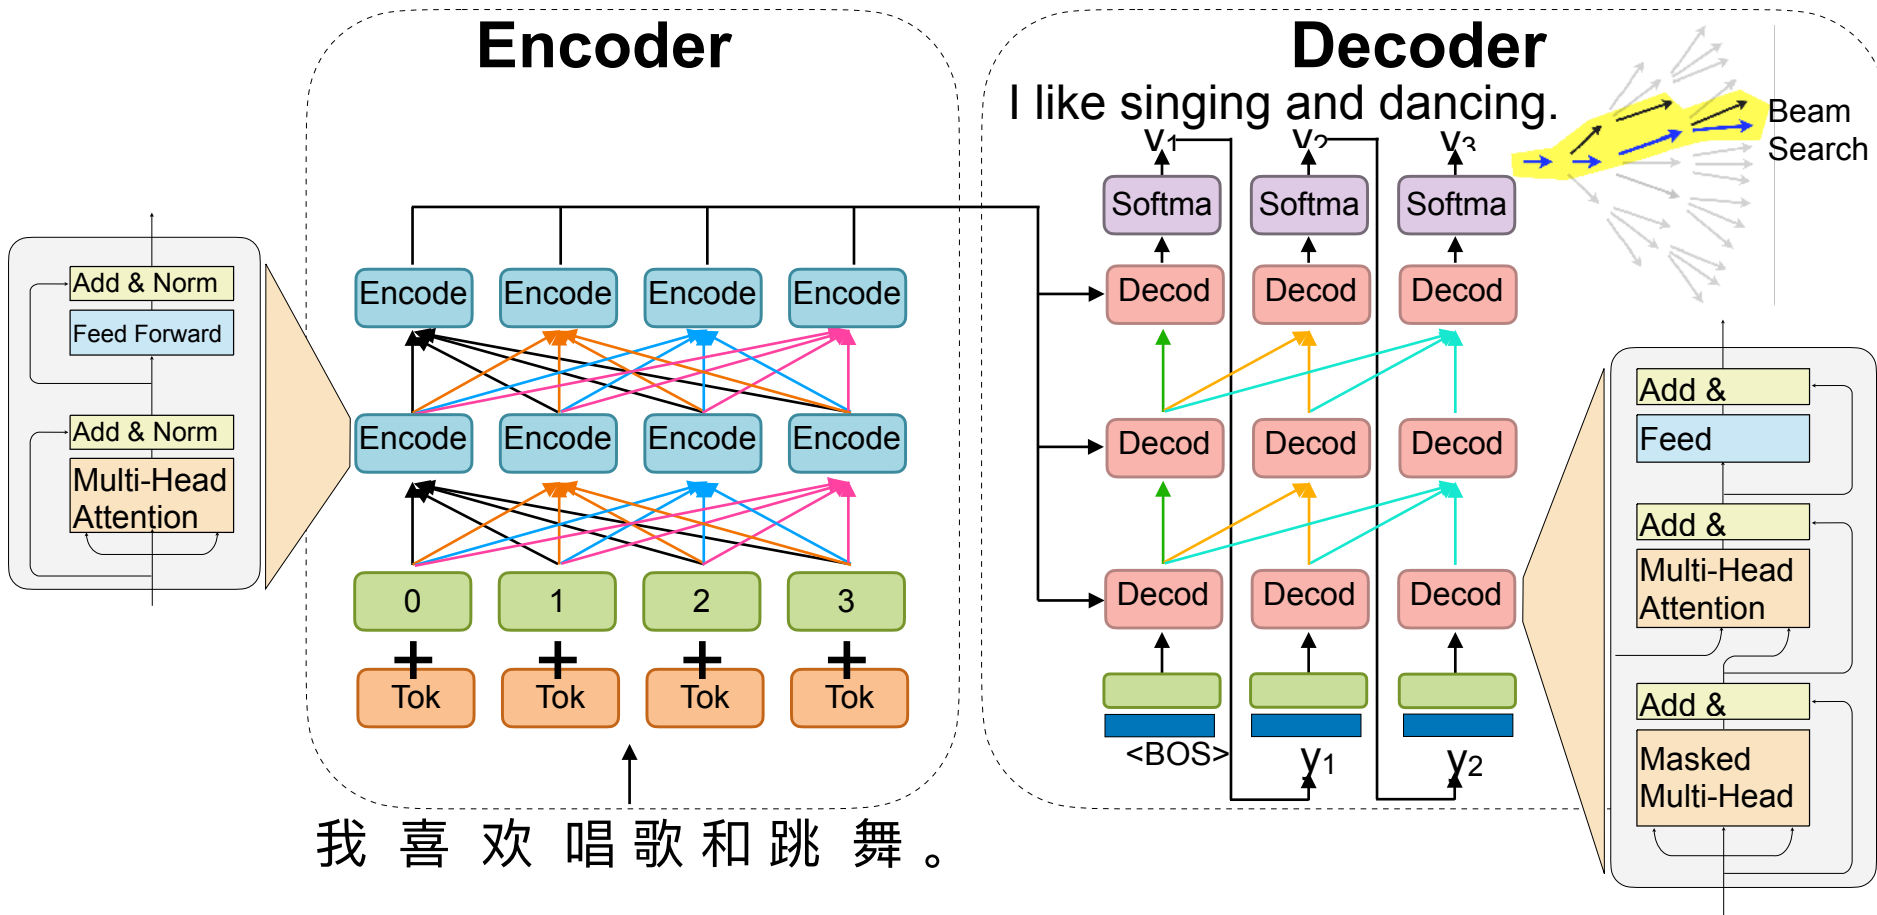 Encoder
Decoder
I like singing and dancing.
Beam
Search
y1
y2
y3
Softma
Softma
Softma
Add & Norm
Feed Forward
Add & Norm
Multi-Head
Attention
Encode
Encode
Encode
Encode
Encode
Encode
Encode
Encode
0
1
2
3
+
+
+
+
Tok
Tok
Tok
Tok
我喜欢唱歌和跳舞。
Decod
Decod
Decod
Decod
Decod
Decod
Decod
Decod
Decod
<BOS>
y1
y2
Add &
Feed
Add &
Multi-Head
Attention
Add &
Masked
Multi-Head